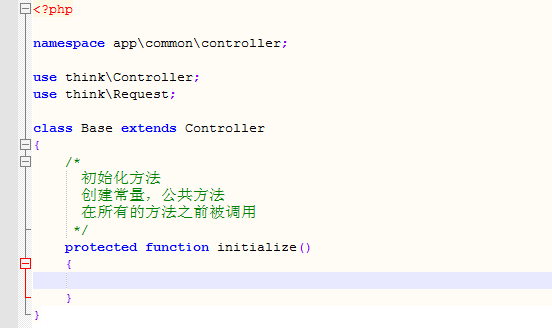 <?php
namespace app\common\controller;
use think\Controller;
use think\Request;
class Base extends Controller
{
/*
初始化方法
创建常量，公共方法
在所有的方法之前被调用
*/
protected function initialize()
{
}
}